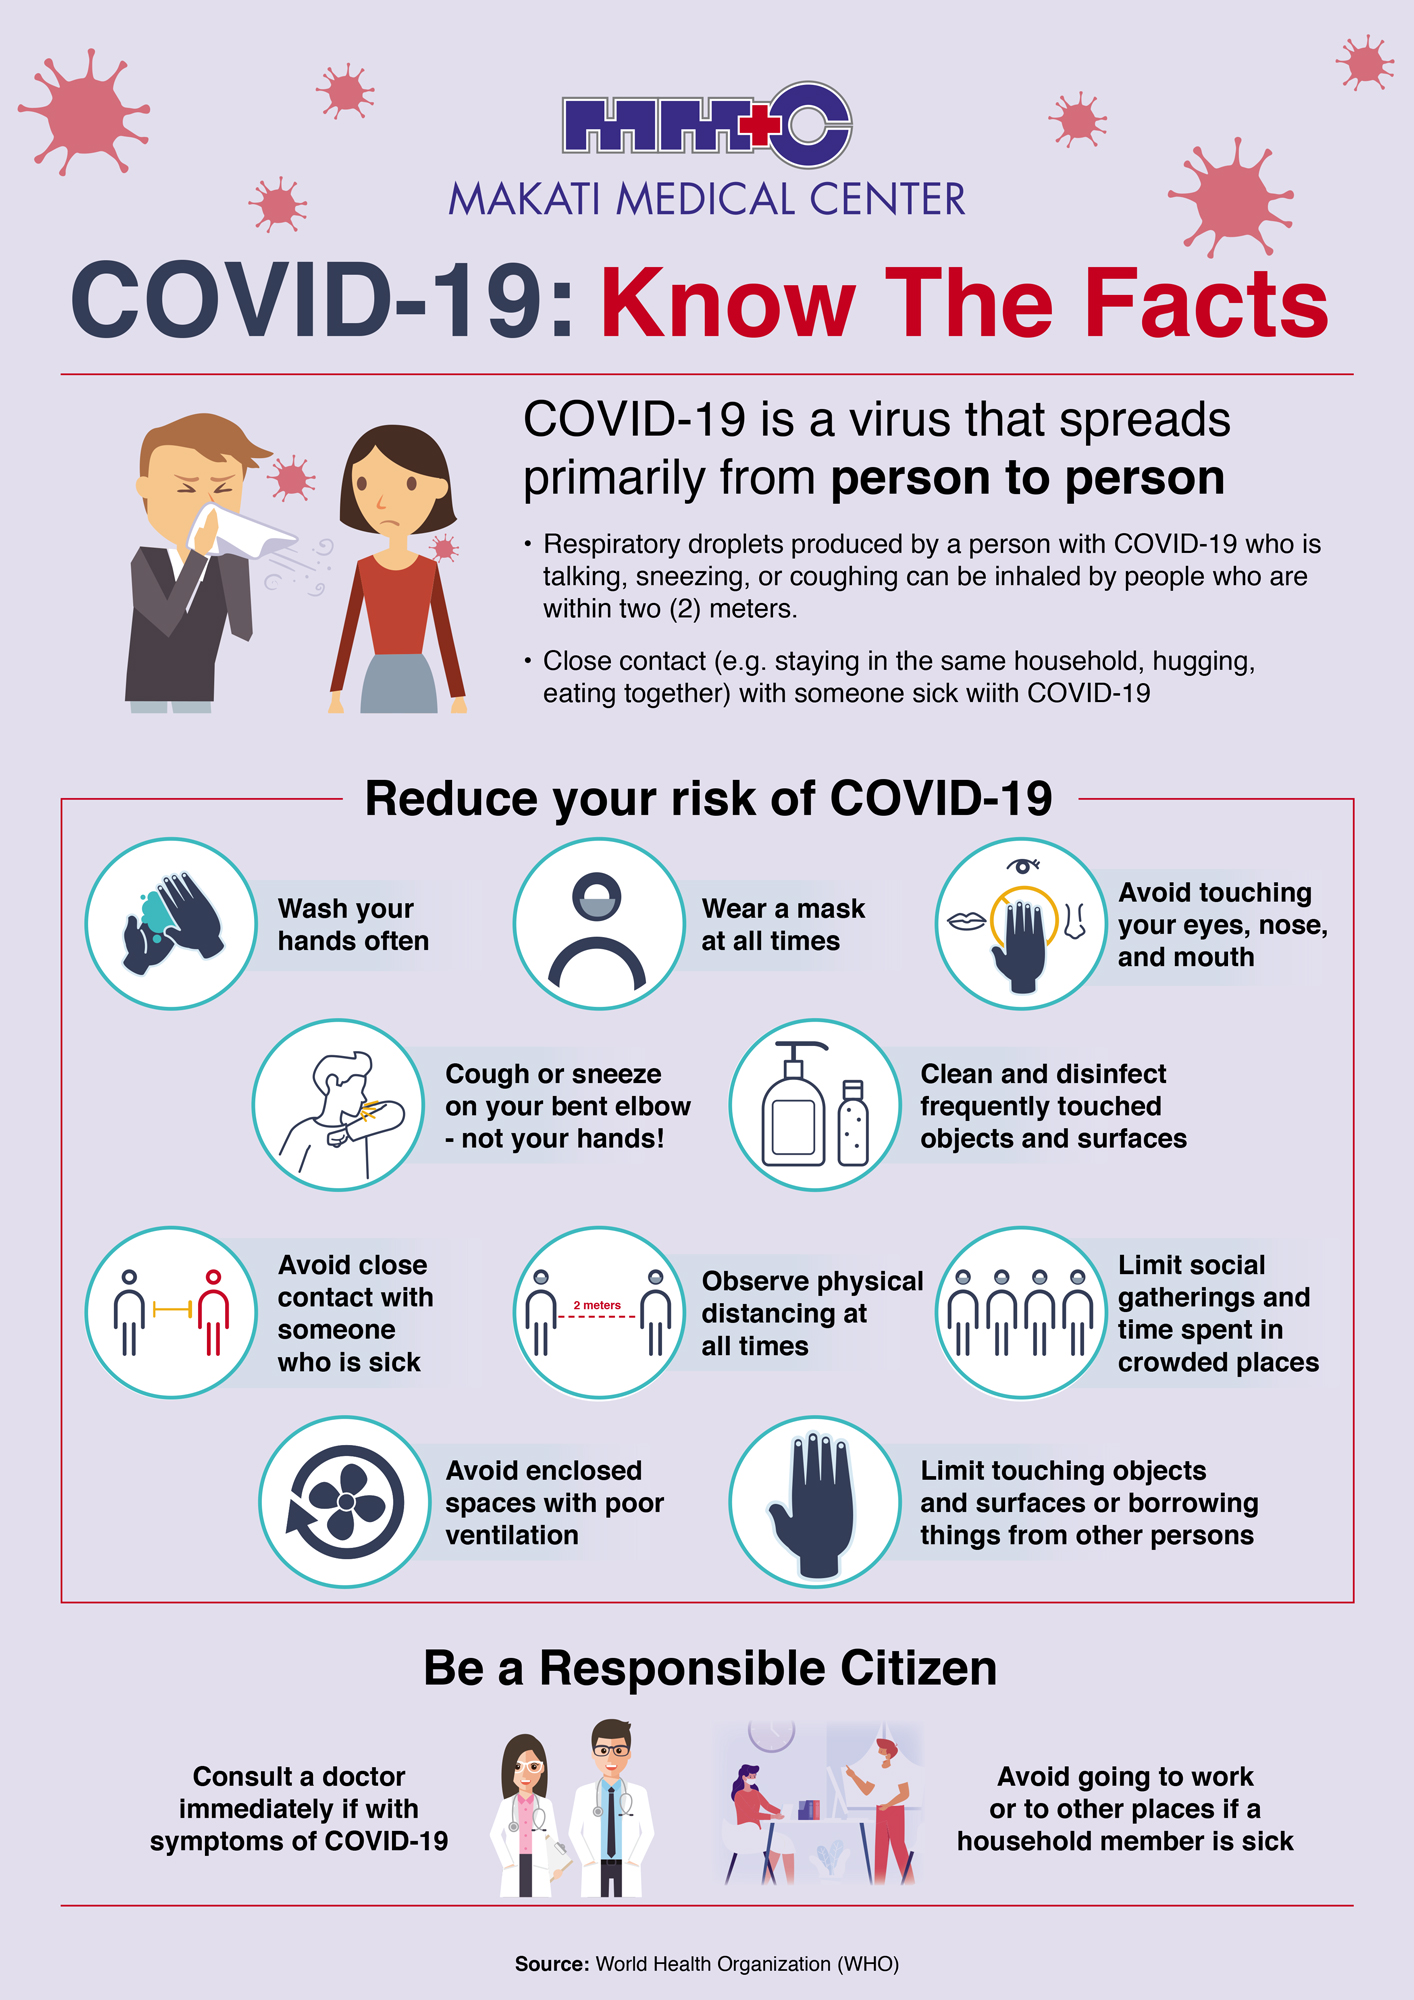 MMC
MAKATI MEDICAL CENTER
COVID-19: Know The Facts
COVID-19 is a virus that spreads
primarily from person to person
• Respiratory droplets produced by a person with COVID-19 who is
talking, sneezing, or coughing can be inhaled by people who are
within two (2) meters.
• Close contact (e.g. staying in the same household, hugging,
eating together) with someone sick wiith COVID-19
Reduce your risk of COVID-19
Wash your
hands often
Wear a mask
at all times
Avoid touching
your eyes, nose,
and mouth
Cough or sneeze
on your bent elbow
- not your hands!
Clean and disinfect
frequently touched
objects and surfaces
Avoid close
contact with
someone
who is sick
2 meters
Observe physical
distancing at
all times
Limit social
gatherings and
time spent in
crowded places
Avoid enclosed
spaces with poor
ventilation
Limit touching objects
and surfaces or borrowing
things from other persons
Be a Responsible Citizen
Consult a doctor
immediately if with
symptoms of COVID-19
Avoid going to work
or to other places if a
household member is sick
Source: World Health Organization (WHO)